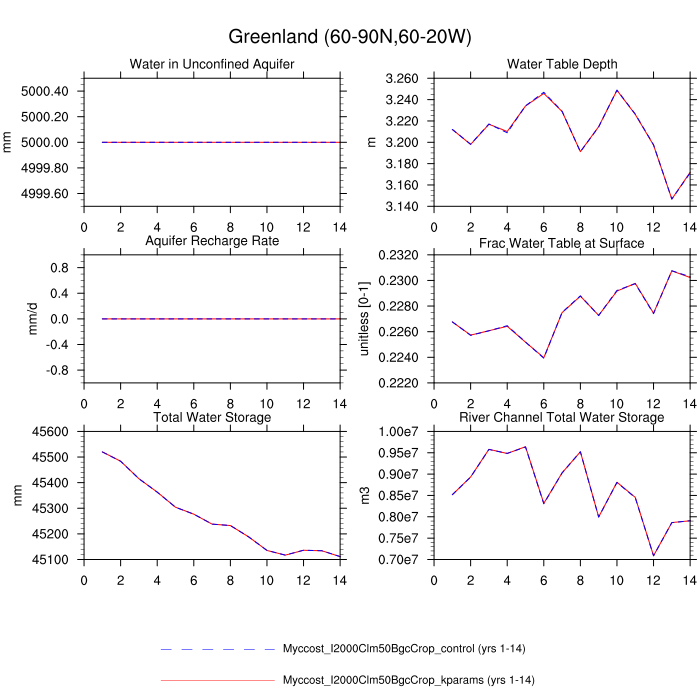 Greenland (60-90N,60-20W)
Water in Unconfined Aquifer
mm
5000.40
5000.20
5000.00
4999.80
4999.60
0 2 4 6 8 10 12 14
Water Table Depth
m
3.260
3.240
3.220
3.200
3.180
3.160
3.140
0 2 4 6 8 10 12 14
Aquifer Recharge Rate
mm/d
0.8
0.4
0.0
-0.4
-0.8
0 2 4 6 8 10 12 14
Frac Water Table at Surface
unitless [0-1]
0.2320
0.2300
0.2280
0.2260
0.2240
0.2220
0 2 4 6 8 10 12 14
Total Water Storage
mm
45600
45500
45400
45300
45200
45100
0 2 4 6 8 10 12 14
River Channel Total Water Storage
m3
1.00e7
0.95e7
0.90e7
0.85e7
0.80e7
0.75e7
0.70e7
0 2 4 6 8 10 12 14
Myccost_I2000Clm50BgcCrop_control (yrs 1-14)
Myccost_I2000Clm50BgcCrop_kparams (yrs 1-14)